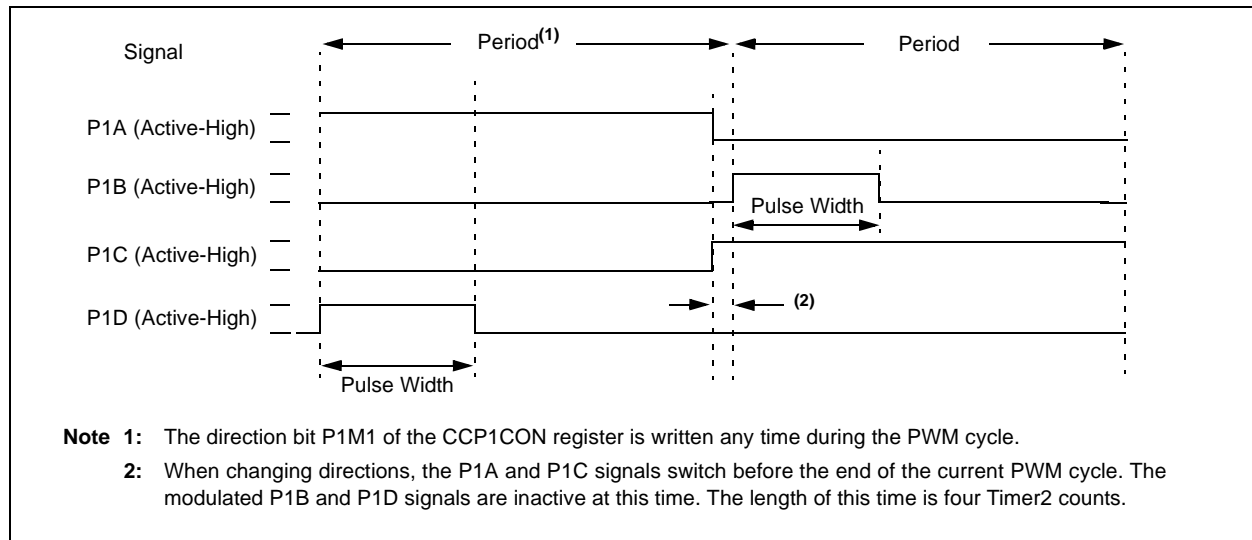 Signal
Period(1)
Period
P1A (Active-High)
P1B (Active-High)
Pulse Width
P1C (Active-High)
(2)
P1D (Active-High)
Pulse Width
Note 1: The direction bit P1M1 of the CCP1CON register is written any time during the PWM cycle.
2: When changing directions, the P1A and P1C signals switch before the end of the current PWM cycle. The
modulated P1B and P1D signals are inactive at this time. The length of this time is four Timer2 counts.